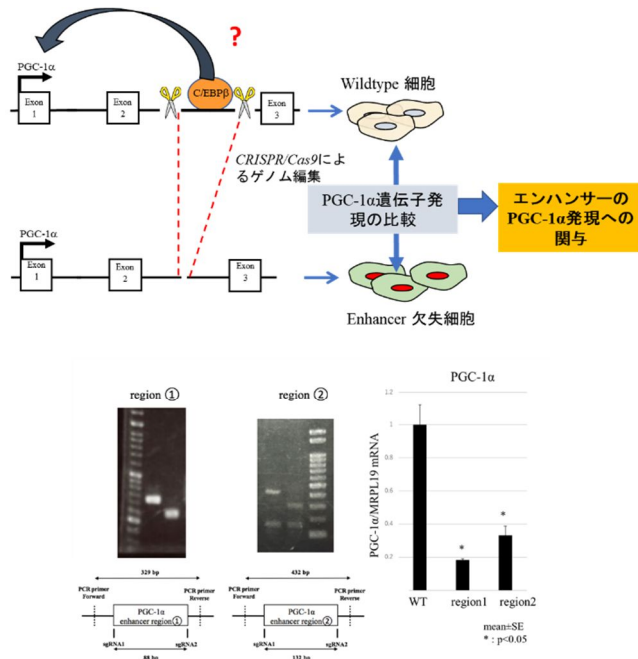 ?
PGC-1α
C/EBPβ
Exon
1
Exon
2
Exon
3
Wildtype 細胞
CRISPR/Cas9によ
るゲノム編集
PGC-1α遺伝子発
現の比較
エンハンサーの
PGC-1α発現への
関与
PGC-1α
Exon
1
Exon
2
Exon
3
Enhancer 欠失細胞
region ①
region ②
PGC-1α
PGC-1α/MRPL19 mRNA
1.2
1
0.8
0.6
0.4
0.2
WT
region1
region2
mean±SE
* : p<0.05
*
*
329 bp
PCR primer
Forward
PCR primer
Reverse
PGC-1α
enhancer region①
sgRNA1
sgRNA2
88 bp
432 bp
PCR primer
Forward
PCR primer
Reverse
PGC-1α
enhancer region②
sgRNA1
sgRNA2
132 bp